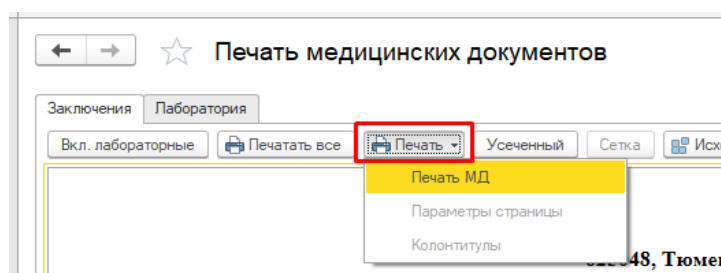 Печать медицинских документов
Заключения Лаборатория
Вкл. лабораторные Печатать все Печать Усеченный Сетка
Печать МД
Параметры страницы
Колонтитулы